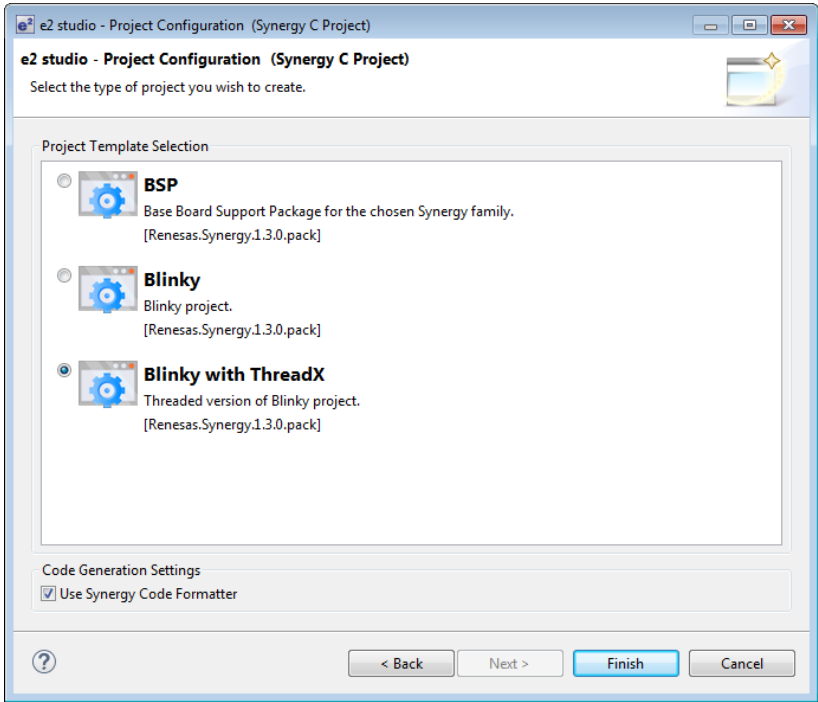 e² e2 studio - Project Configuration (Synergy C Project)
e2 studio - Project Configuration (Synergy C Project)
Select the type of project you wish to create.
Project Template Selection
BSP
Base Board Support Package for the chosen Synergy family.
[Renesas.Synergy.1.3.0.pack]
Blinky
Blinky project.
[Renesas.Synergy.1.3.0.pack]
Blinky with ThreadX
Threaded version of Blinky project.
[Renesas.Synergy.1.3.0.pack]
Code Generation Settings
Use Synergy Code Formatter
? < Back Next > Finish Cancel